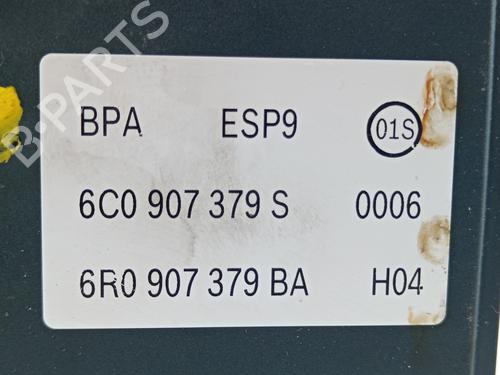 B-PARTS
BPA ESP9 01S
6C0 907 379 S 0006
6R0 907 379 BA H04